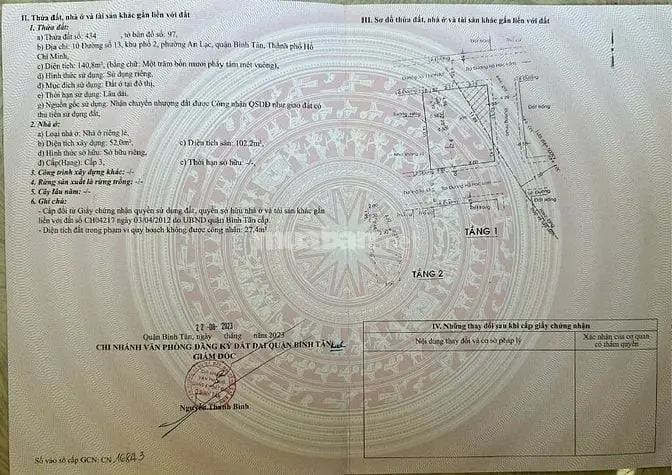 II. Thửa đất, nhà ở và tài sản khác gắn liền với đất
1. Thửa đất:
a) Thửa đất số: 434 , tờ bản đồ số: 97,
b) Địa chỉ: 10 Đường số 13, khu phố 2, phường An Lạc, quận Bình Tân, Thành phố Hồ
Chí Minh,
c) Diện tích: 140,8m², (bằng chữ: Một trăm bốn mươi phẩy tám mét vuông),
d) Hình thức sử dụng: Sử dụng riêng,
đ) Mục đích sử dụng: Đất ở tại đô thị,
e) Thời hạn sử dụng: Lâu dài,
g) Nguồn gốc sử dụng: Nhận chuyển nhượng đất được Công nhận QSDĐ như giao đất có
thu tiền sử dụng đất,
2. Nhà ở:
a) Loại nhà ở: Nhà ở riêng lẻ,
b) Diện tích xây dựng: 52,0m², c) Diện tích sàn: 102,2m²,
d) Hình thức sở hữu: Sở hữu riêng,
đ) Cấp(Hạng): Cấp 3, e) Thời hạn sở hữu: -/-,
3. Công trình xây dựng khác: -/-
4. Rừng sản xuất là rừng trồng: -/-
5. Cây lâu năm: -/-
6. Ghi chú:
- Cấp đổi từ Giấy chứng nhận quyền sử dụng đất, quyền sở hữu nhà ở và tài sản khác gắn
liền với đất số CH04217 ngày 03/04/2012 do UBND quận Bình Tân cấp.
- Diện tích đất trong phạm vi quy hoạch không được công nhận: 27,4m²
22 -08- 2023
Quận Bình Tân, ngày tháng năm 2023
CHI NHÁNH VĂN PHÒNG ĐĂNG KÝ ĐẤT ĐAI QUẬN BÌNH TÂN
GIÁM ĐỐC
Nguyễn Thanh Bình
Số vào sổ cấp GCN: CN 16843
III. Sơ đồ thửa đất, nhà ở và tài sản khác gắn liền với đất
TẦNG 1
TẦNG 2
IV. Những thay đổi sau khi cấp giấy chứng nhận
Nội dung thay đổi và cơ sở pháp lý
Xác nhận của cơ quan
có thẩm quyền